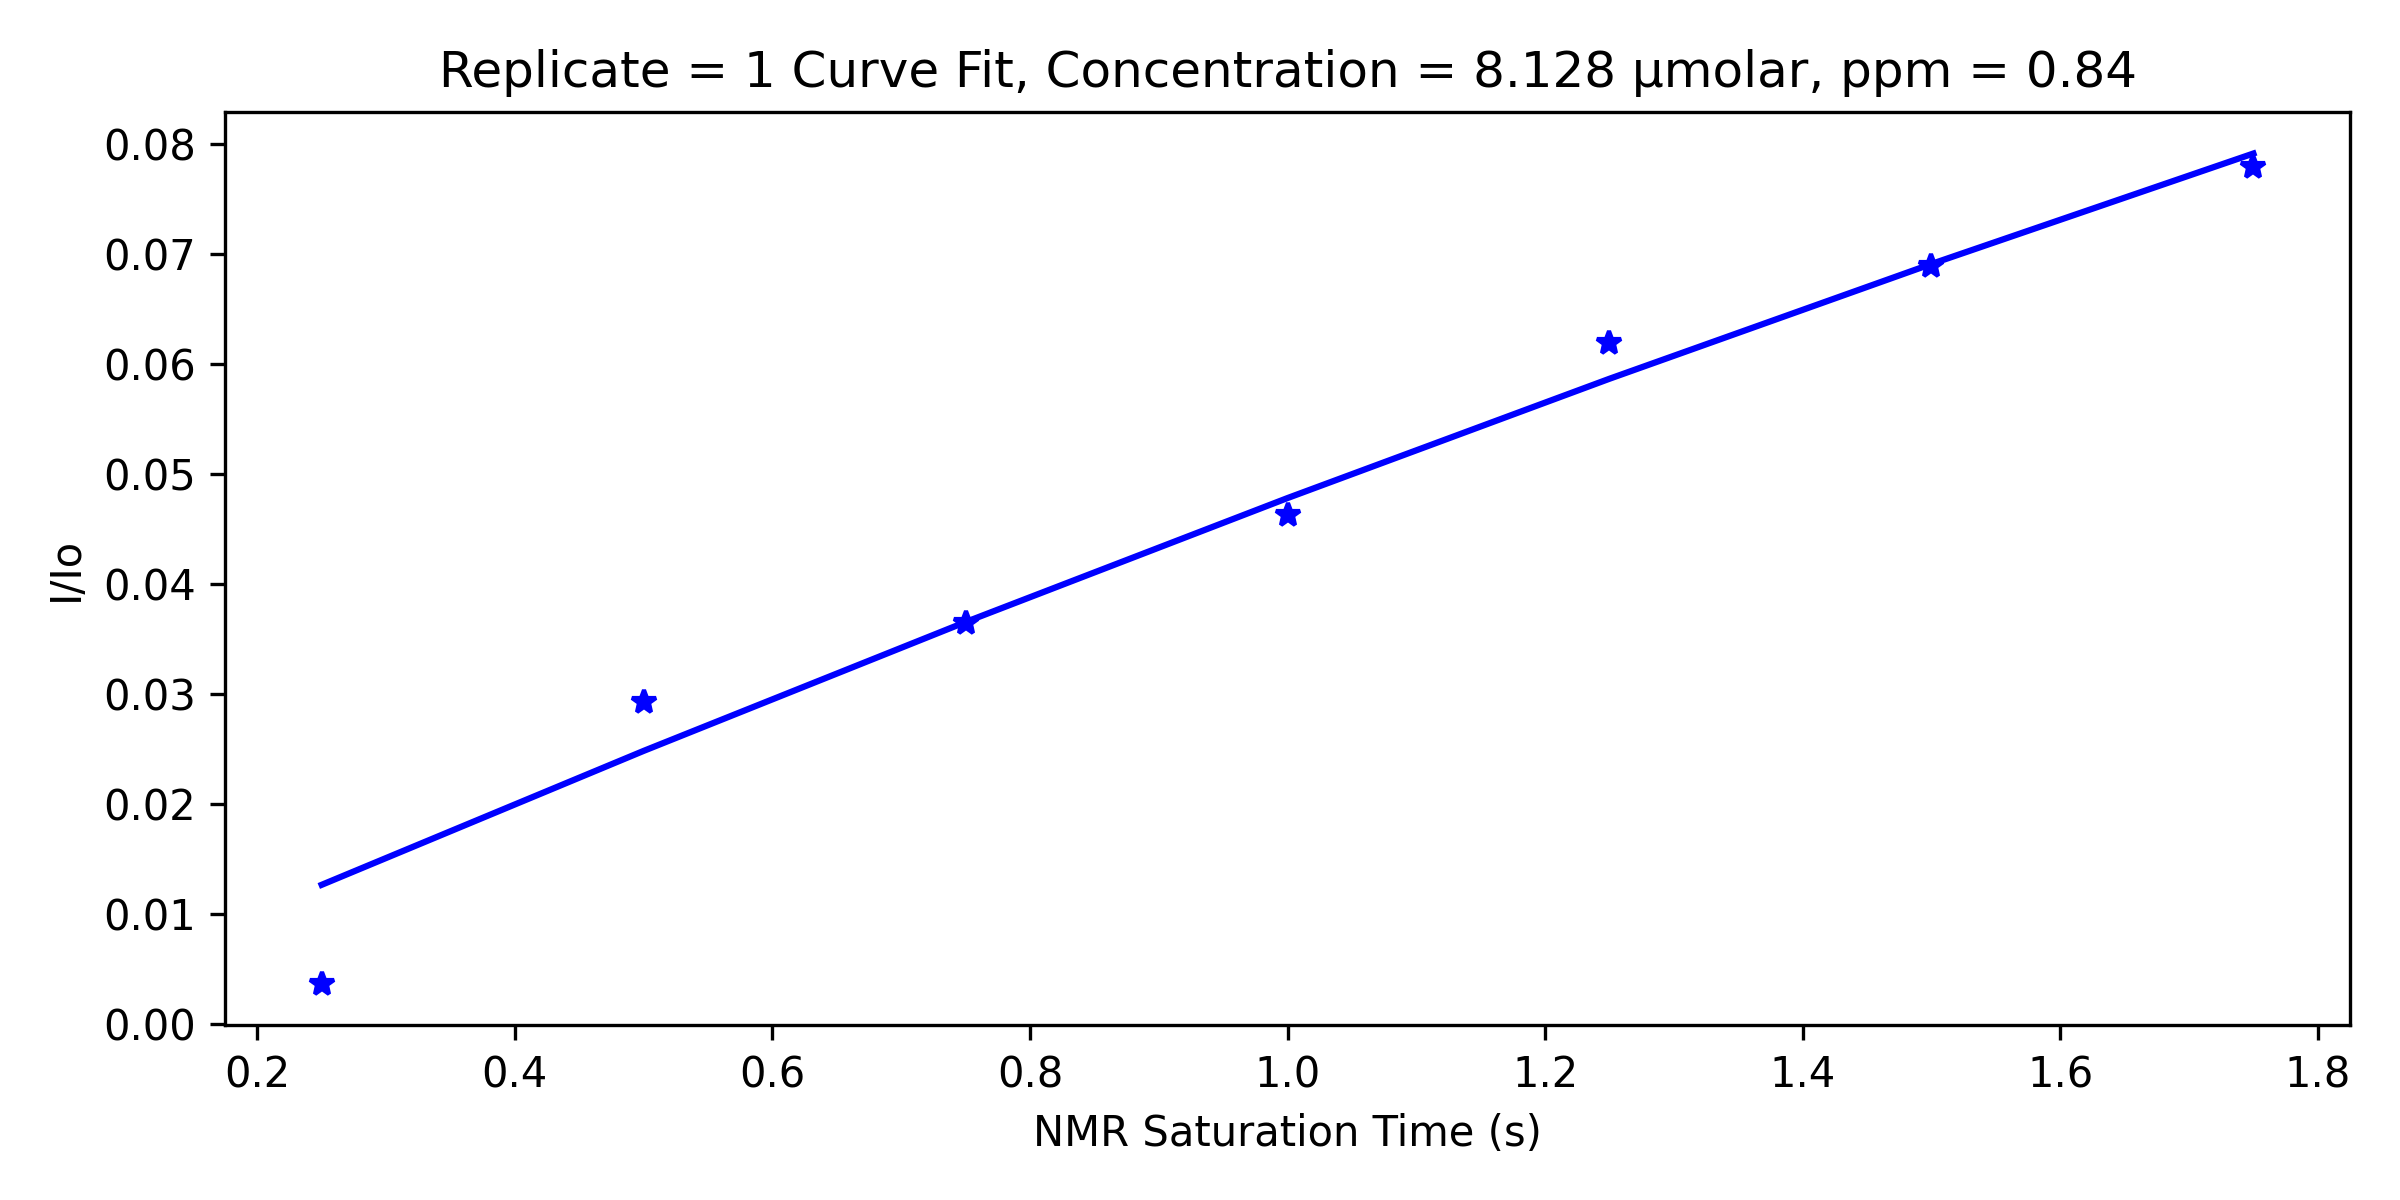 Replicate = 1 Curve Fit, Concentration = 8.128 µmolar, ppm = 0.84
0.08
0.07
0.06
0.05
0.04
0.03
0.02
0.01
0.00
I/Io
0.2 0.4 0.6 0.8 1.0 1.2 1.4 1.6 1.8
NMR Saturation Time (s)